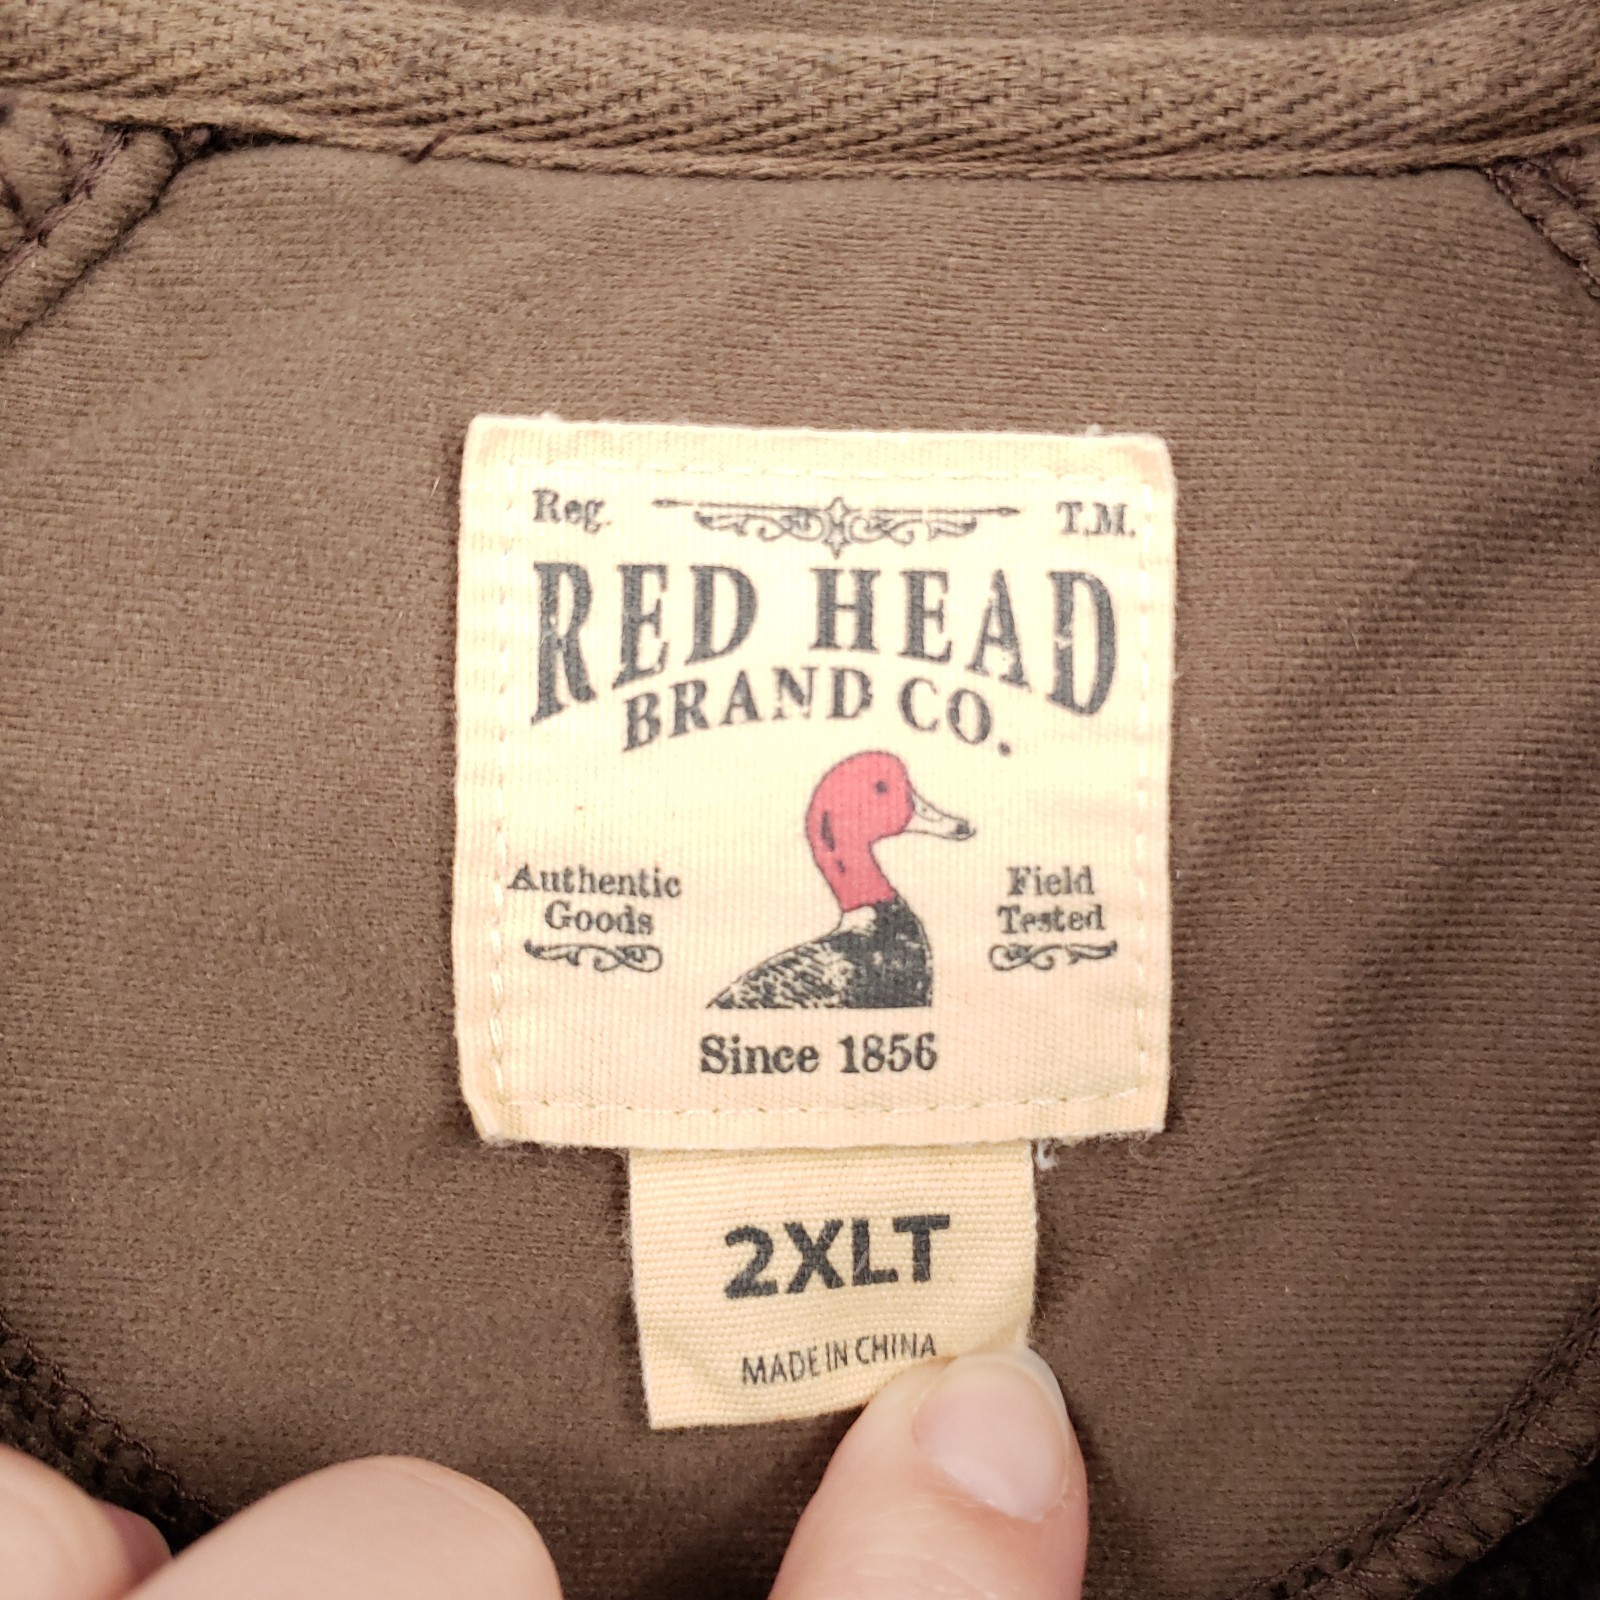 Reg. T.M.
RED HEAD
BRAND CO.
Authentic
Goods
Field
Tested
Since 1856
2XLT
MADE IN CHINA